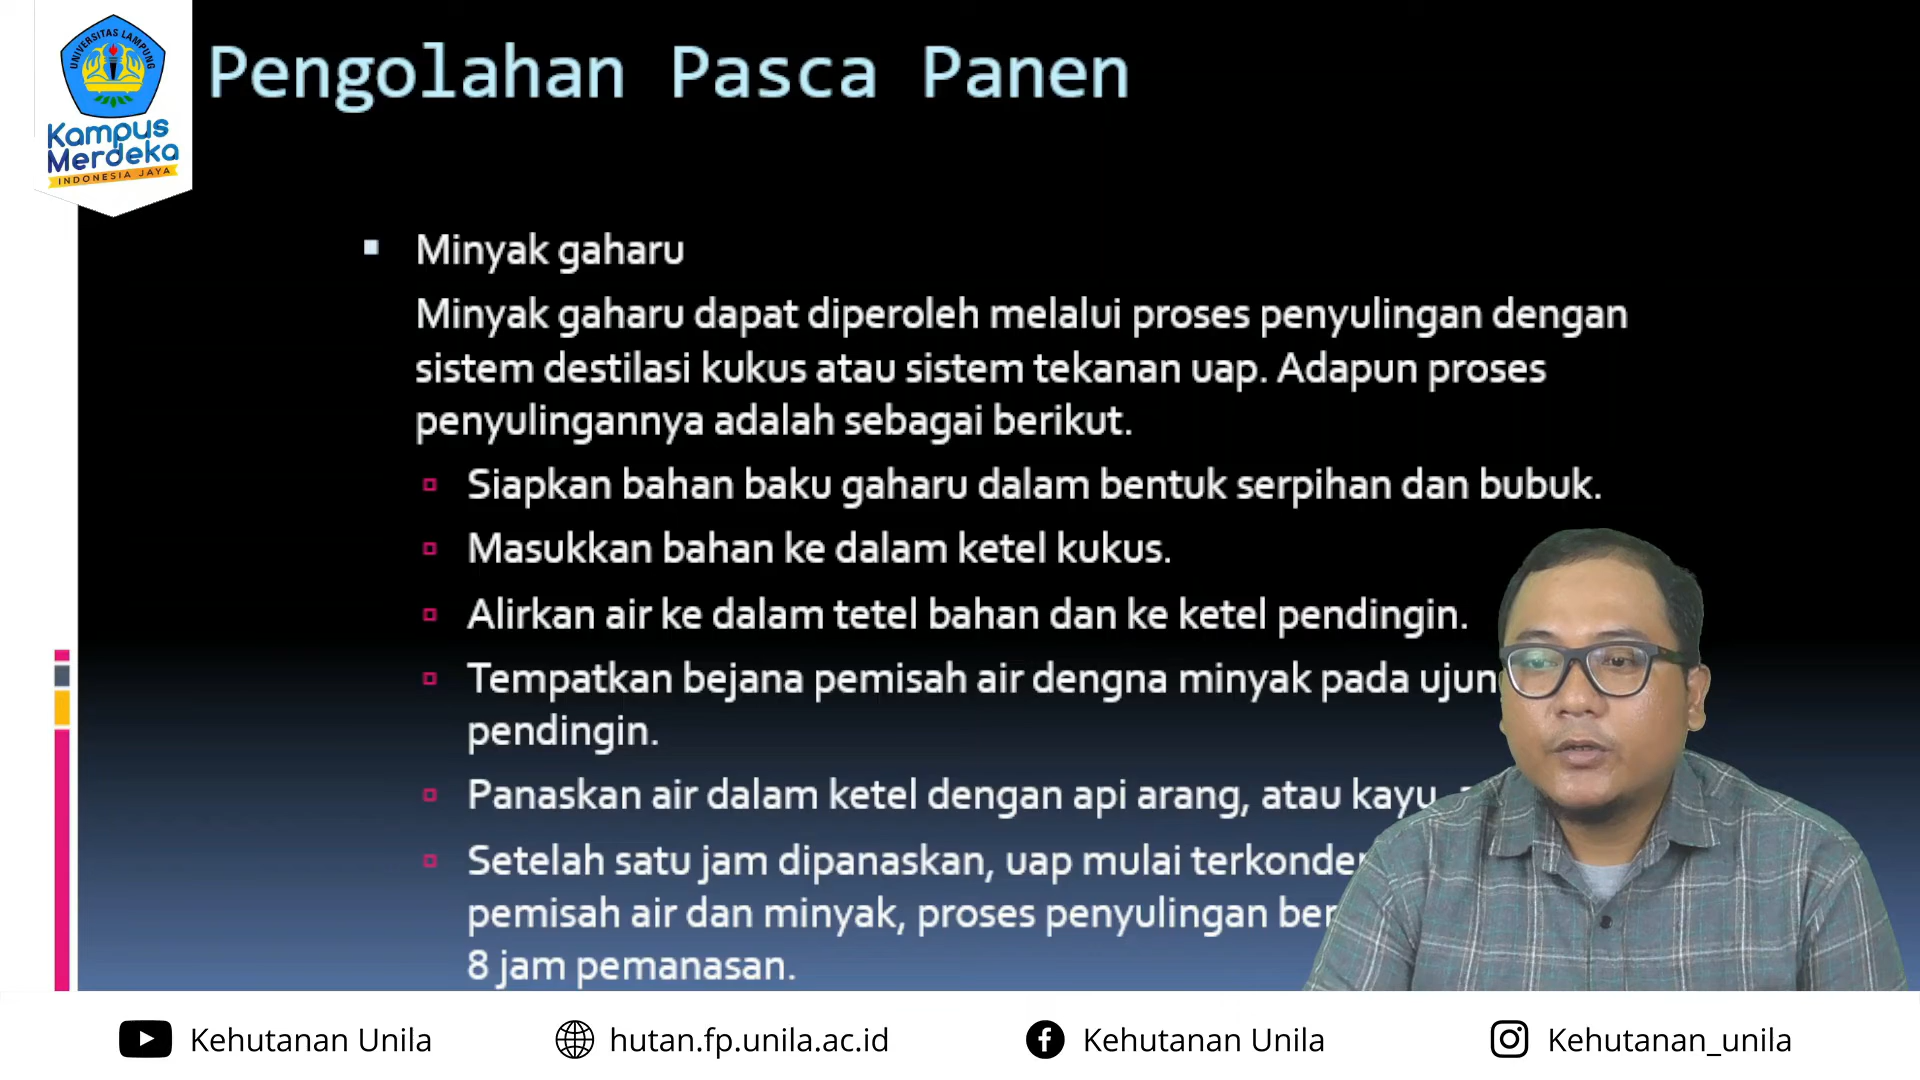 UNIVERSITAS LAMPUNG
Kampus
Merdeka
INDONESIA JAYA
Pengolahan Pasca Panen
Minyak gaharu
Minyak gaharu dapat diperoleh melalui proses penyulingan dengan
sistem destilasi kukus atau sistem tekanan uap. Adapun proses
penyulingannya adalah sebagai berikut.
Siapkan bahan baku gaharu dalam bentuk serpihan dan bubuk.
Masukkan bahan ke dalam ketel kukus.
Alirkan air ke dalam tetel bahan dan ke ketel pendingin.
Tempatkan bejana pemisah air dengna minyak pada ujun
pendingin.
Panaskan air dalam ketel dengan api arang, atau kayu
Setelah satu jam dipanaskan, uap mulai terkonde
pemisah air dan minyak, proses penyulingan ber
8 jam pemanasan.
Kehutanan Unila
hutan.fp.unila.ac.id
Kehutanan Unila
Kehutanan_unila